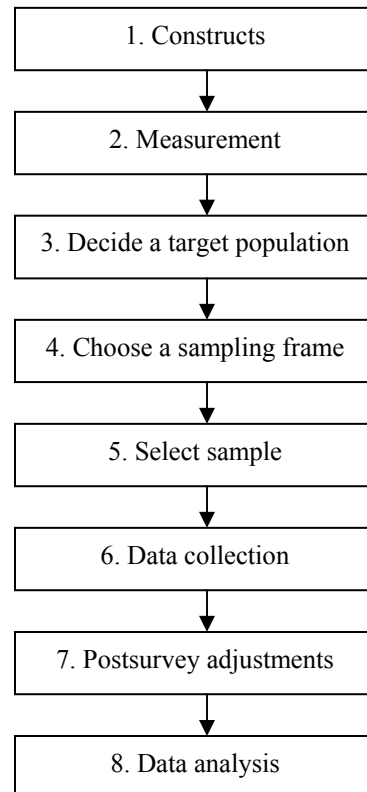 1. Constructs
2. Measurement
3. Decide a target population
4. Choose a sampling frame
5. Select sample
6. Data collection
7. Postsurvey adjustments
8. Data analysis